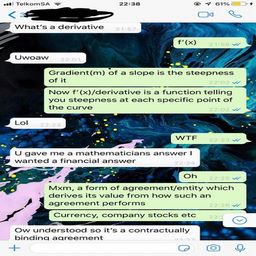 TelkomSA
22:38
61%
What's a derivative
f'(x) 21:57
Uwoaw
Gradient(m) of a slope is the steepness
of it
Now f'(x)/derivative is a function telling
you steepness at each specific point of
the curve
Lol
WTF
U gave me a mathematicians answer I
wanted a financial answer
Oh
Mxm, a form of agreement/entity which
derives its value from how such an
agreement performs
Currency, company stocks etc
Ow understood so it's a contractually
binding agreement